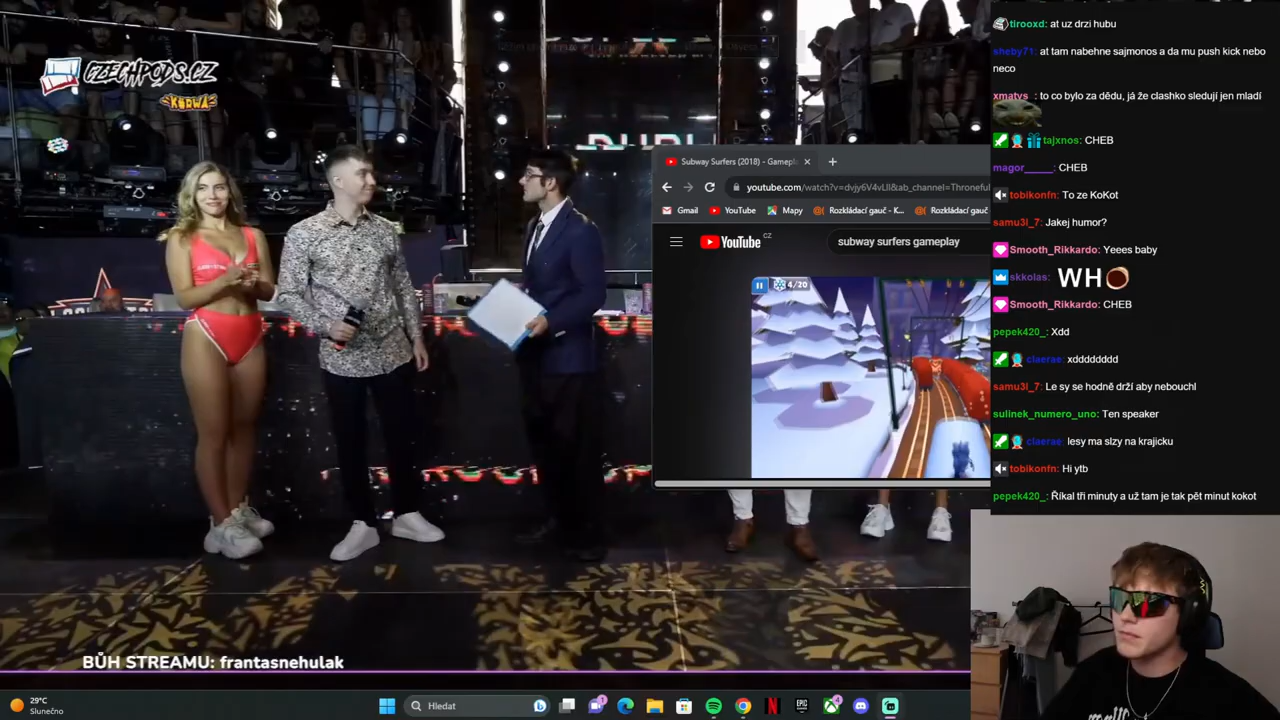 CZECHPODS.CZ
KURWA
BŮH STREAMU: frantasnehulak
Subway Surfers (2018) - Gamepl
youtube.com/watch?v=dvjy6V4vLlI&ab_channel=Throneful
Gmail
YouTube
Mapy
Rozkládací gauč - K...
Rozkládací gauč
YouTube CZ
subway surfers gameplay
4/20
tirooxd: at uz drzi hubu
sheby71: at tam nabehne sajmonos a da mu push kick nebo
neco
xmatys_: to co bylo za dědu, já že clashko sledují jen mladí
tajxnos: CHEB
magor_____: CHEB
tobikonfn: To ze KoKot
samu3l_7: Jakej humor?
Smooth_Rikkardo: Yeees baby
skkolas: WH
Smooth_Rikkardo: CHEB
pepek420_: Xdd
claerae: xdddddddd
samu3l_7: Le sy se hodně drží aby nebouchl
sulinek_numero_uno: Ten speaker
claerae: lesy ma slzy na krajicku
tobikonfn: Hi ytb
pepek420_: Říkal tři minuty a už tam je tak pět minut kokot
29°C
Slunečno
Hledat